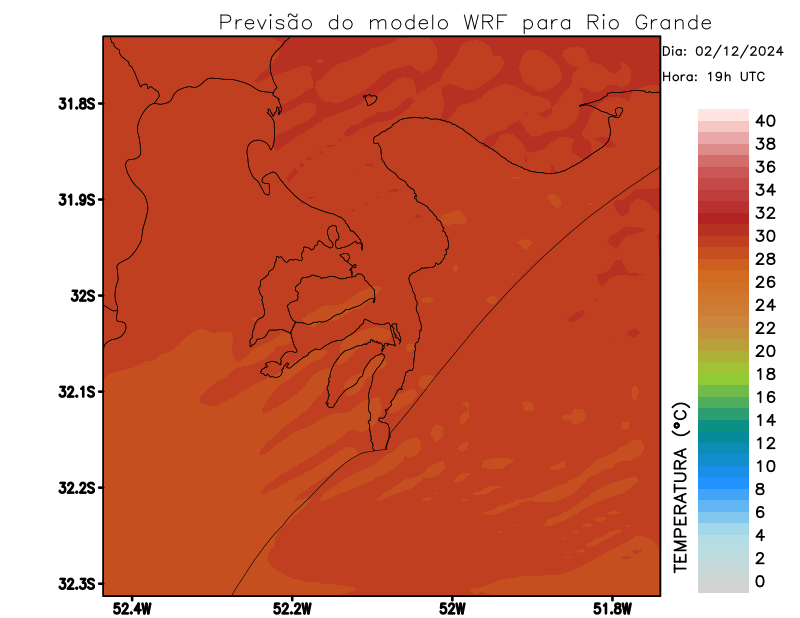 Previsão do modelo WRF para Rio Grande
Dia: 02/12/2024
Hora: 19h UTC
31.8S
31.9S
32S
32.1S
32.2S
32.3S
52.4W
52.2W
52W
51.8W
TEMPERATURA (°C)
40
38
36
34
32
30
28
26
24
22
20
18
16
14
12
10
8
6
4
2
0